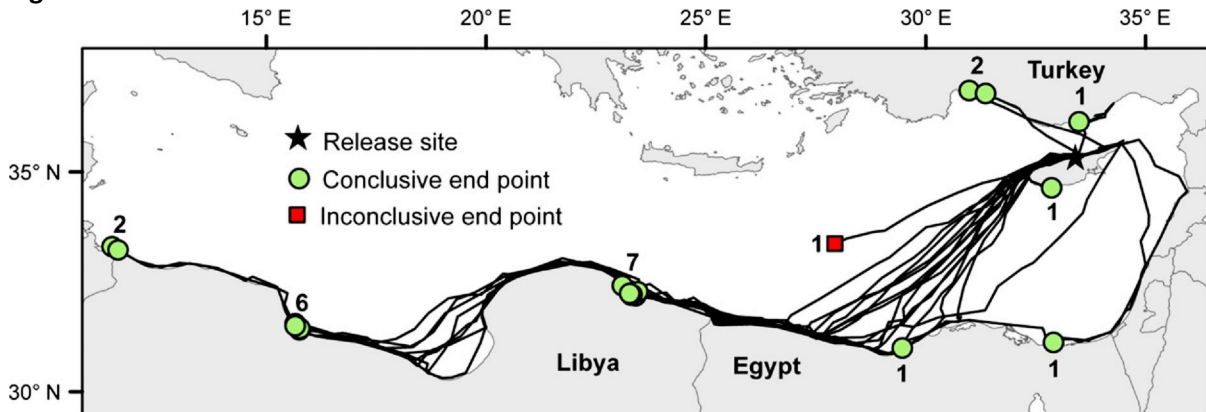 15° E 20° E 25° E 30° E 35° E
2 Turkey
1
Release site
35° N Conclusive end point
1
Inconclusive end point
2 1
7
6
Libya Egypt
1 1
30° N